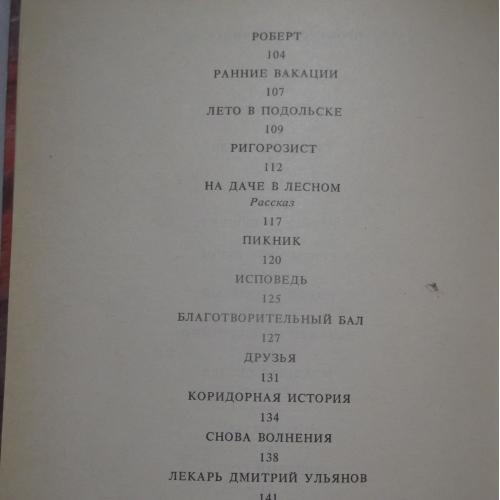 РОБЕРТ
104
РАННИЕ ВАКАЦИИ
107
ЛЕТО В ПОДОЛЬСКЕ
109
РИГОРОЗИСТ
112
НА ДАЧЕ В ЛЕСНОМ
Рассказ
117
ПИКНИК
120
ИСПОВЕДЬ
125
БЛАГОТВОРИТЕЛЬНЫЙ БАЛ
127
ДРУЗЬЯ
131
КОРИДОРНАЯ ИСТОРИЯ
134
СНОВА ВОЛНЕНИЯ
138
ЛЕКАРЬ ДМИТРИЙ УЛЬЯНОВ
141